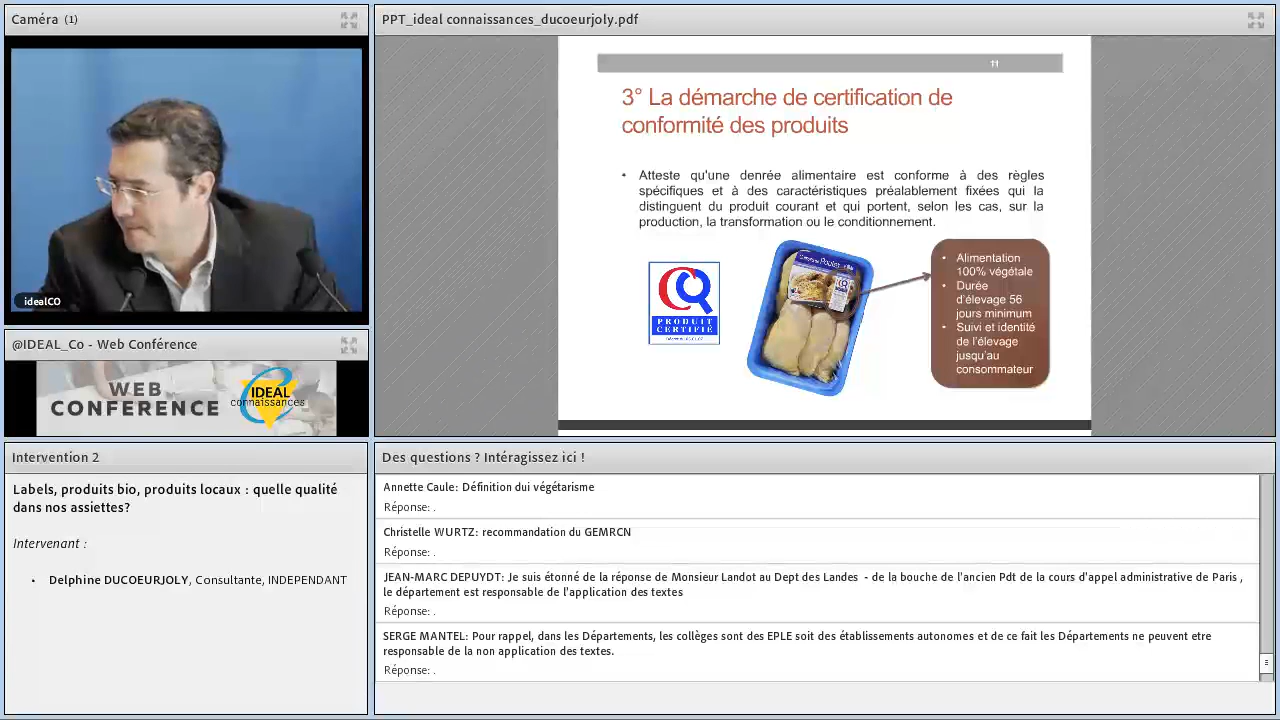 Caméra (1)
idealCO
@IDEAL_Co - Web Conférence
WEB
CONFERENCE
IDEAL
connaissances
Intervention 2
Labels, produits bio, produits locaux : quelle qualité
dans nos assiettes?
Intervenant :
• Delphine DUCOEURJOLY, Consultante, INDEPENDANT
PPT_ideal connaissances_ducoeurjoly.pdf
11
3° La démarche de certification de
conformité des produits
• Atteste qu'une denrée alimentaire est conforme à des règles
spécifiques et à des caractéristiques préalablement fixées qui la
distinguent du produit courant et qui portent, selon les cas, sur la
production, la transformation ou le conditionnement.
CQ
PRODUIT
CERTIFIÉ
Poulet
• Alimentation
100% végétale
• Durée
d'élevage 56
jours minimum
• Suivi et identité
de l'élevage
jusqu'au
consommateur
Des questions ? Intéragissez ici !
Annette Caule: Définition dui végétarisme
Réponse: .
Christelle WURTZ: recommandation du GEMRCN
Réponse: .
JEAN-MARC DEPUYDT: Je suis étonné de la réponse de Monsieur Landot au Dept des Landes - de la bouche de l'ancien Pdt de la cours d'appel administrative de Paris ,
le département est responsable de l'application des textes
Réponse: .
SERGE MANTEL: Pour rappel, dans les Départements, les collèges sont des EPLE soit des établissements autonomes et de ce fait les Départements ne peuvent etre
responsable de la non application des textes.
Réponse: .